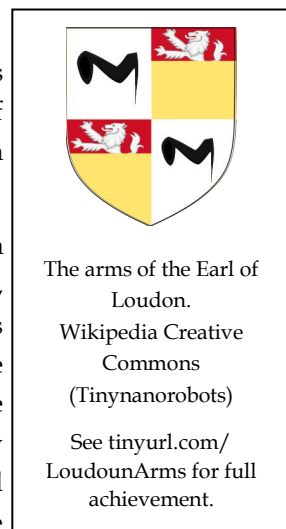 The arms of the Earl of
Loudon.
Wikipedia Creative
Commons
(Tinynanorobots)
See tinyurl.com/
LoudounArms for full
achievement.